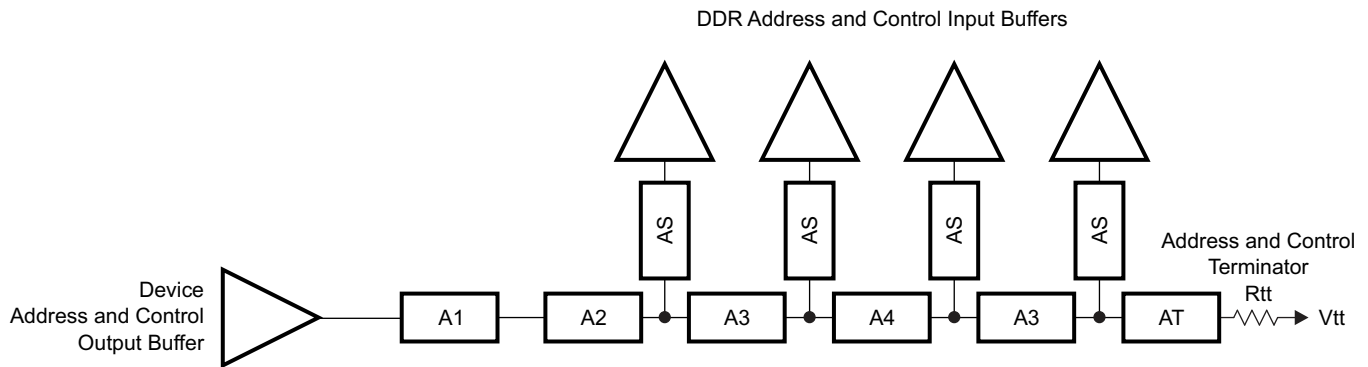 DDR Address and Control Input Buffers
AS
AS
AS
AS
Address and Control
Terminator
Rtt
Device
Address and Control
Output Buffer
A1
A2
A3
A4
A3
AT
Vtt